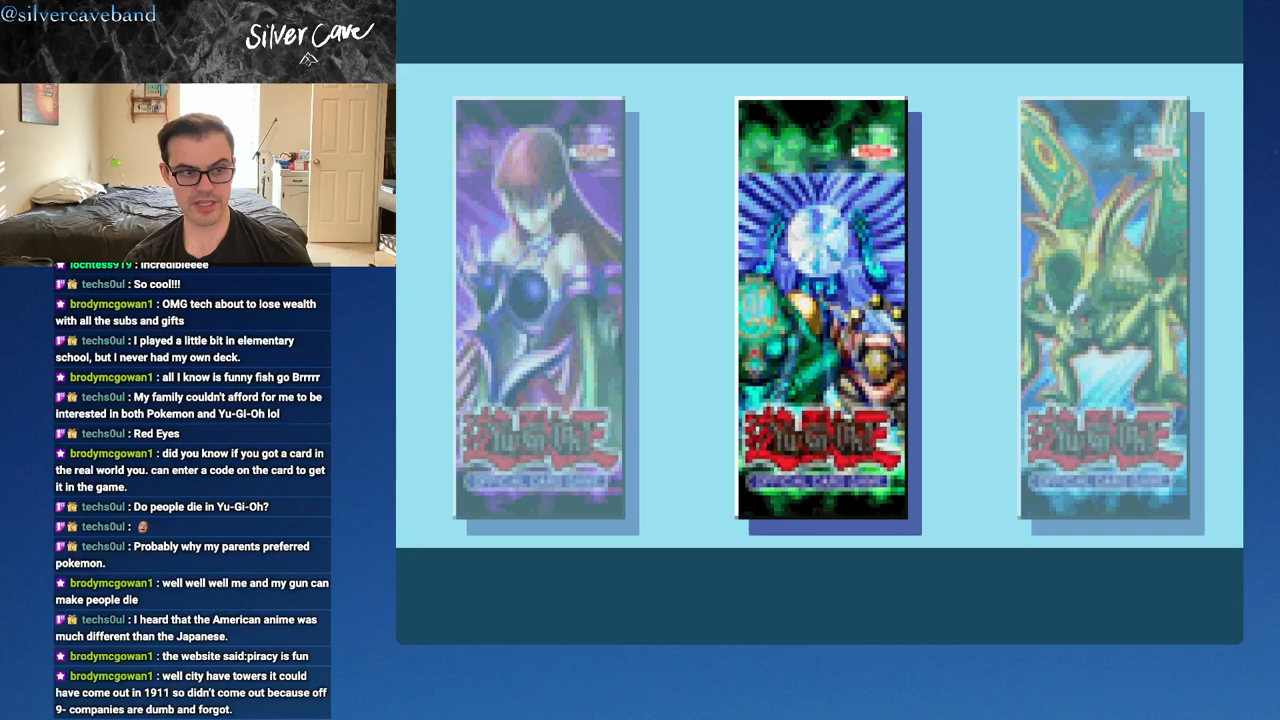 @silvercaveband
Silver Cave
lochtess919 : Incredibleeee
techs0ul : So cool!!!
brodymcgowan1 : OMG tech about to lose wealth
with all the subs and gifts
techs0ul : I played a little bit in elementary
school, but I never had my own deck.
brodymcgowan1 : all I know is funny fish go Brrrrr
techs0ul : My family couldn't afford for me to be
interested in both Pokemon and Yu-Gi-Oh lol
techs0ul : Red Eyes
brodymcgowan1 : did you know if you got a card in
the real world you. can enter a code on the card to get
it in the game.
techs0ul : Do people die in Yu-Gi-Oh?
techs0ul :
techs0ul : Probably why my parents preferred
pokemon.
brodymcgowan1 : well well well me and my gun can
make people die
techs0ul : I heard that the American anime was
much different than the Japanese.
brodymcgowan1 : the website said:piracy is fun
brodymcgowan1 : well city have towers it could
have come out in 1911 so didn't come out because off
9- companies are dumb and forgot.
Yu-Gi-Oh!
Yu-Gi-Oh!
Yu-Gi-Oh!